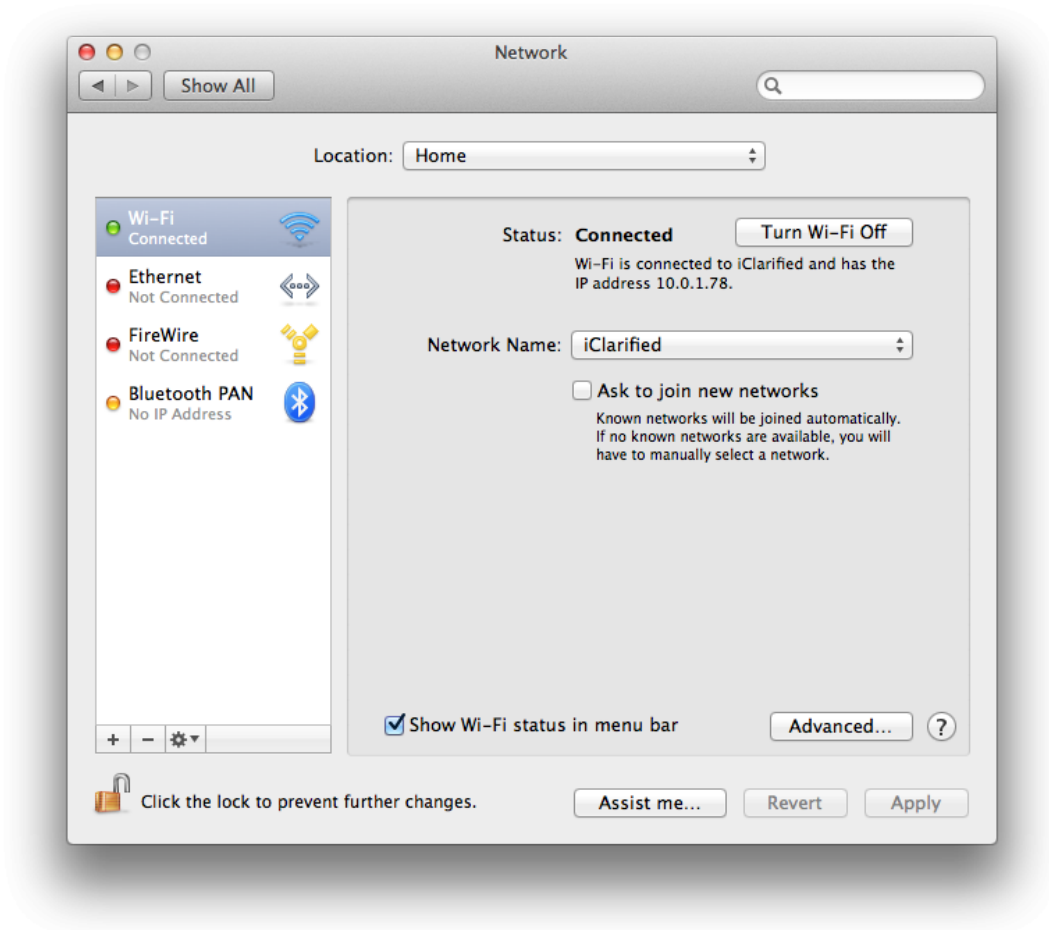 Network
Show All
Location: Home
Wi-Fi
Connected
Ethernet
Not Connected
FireWire
Not Connected
Bluetooth PAN
No IP Address
Status: Connected
Turn Wi-Fi Off
Wi-Fi is connected to iClarified and has the
IP address 10.0.1.78.
Network Name: iClarified
Ask to join new networks
Known networks will be joined automatically.
If no known networks are available, you will
have to manually select a network.
Show Wi-Fi status in menu bar
Advanced...
?
Click the lock to prevent further changes.
Assist me...
Revert
Apply